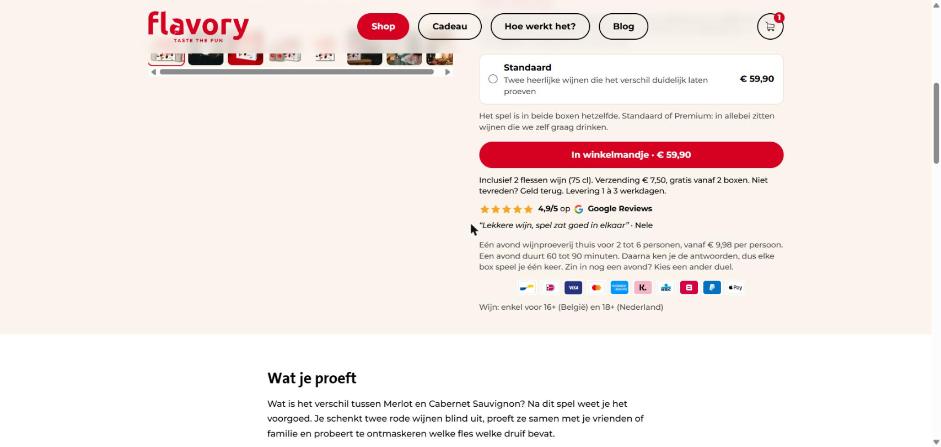 flavory
TASTE THE FUN
Shop
Cadeau
Hoe werkt het?
Blog
1
Standaard
Twee heerlijke wijnen die het verschil duidelijk laten
proeven
€ 59,90
Het spel is in beide boxen hetzelfde. Standaard of Premium: in allebei zitten
wijnen die we zelf graag drinken.
In winkelmandje · € 59,90
Inclusief 2 flessen wijn (75 cl). Verzending € 7,50, gratis vanaf 2 boxen. Niet
tevreden? Geld terug. Levering 1 à 3 werkdagen.
4,9/5 op Google Reviews
“Lekkere wijn, spel zat goed in elkaar” · Nele
Eén avond wijnproeverij thuis voor 2 tot 6 personen, vanaf € 9,98 per persoon.
Een avond duurt 60 tot 90 minuten. Daarna ken je de antwoorden, dus elke
box speel je één keer. Zin in nog een avond? Kies een ander duel.
VISA
K.
Pay
Wijn: enkel voor 16+ (België) en 18+ (Nederland)
Wat je proeft
Wat is het verschil tussen Merlot en Cabernet Sauvignon? Na dit spel weet je het
voorgoed. Je schenkt twee rode wijnen blind uit, proeft ze samen met je vrienden of
familie en probeert te ontmaskeren welke fles welke druif bevat.